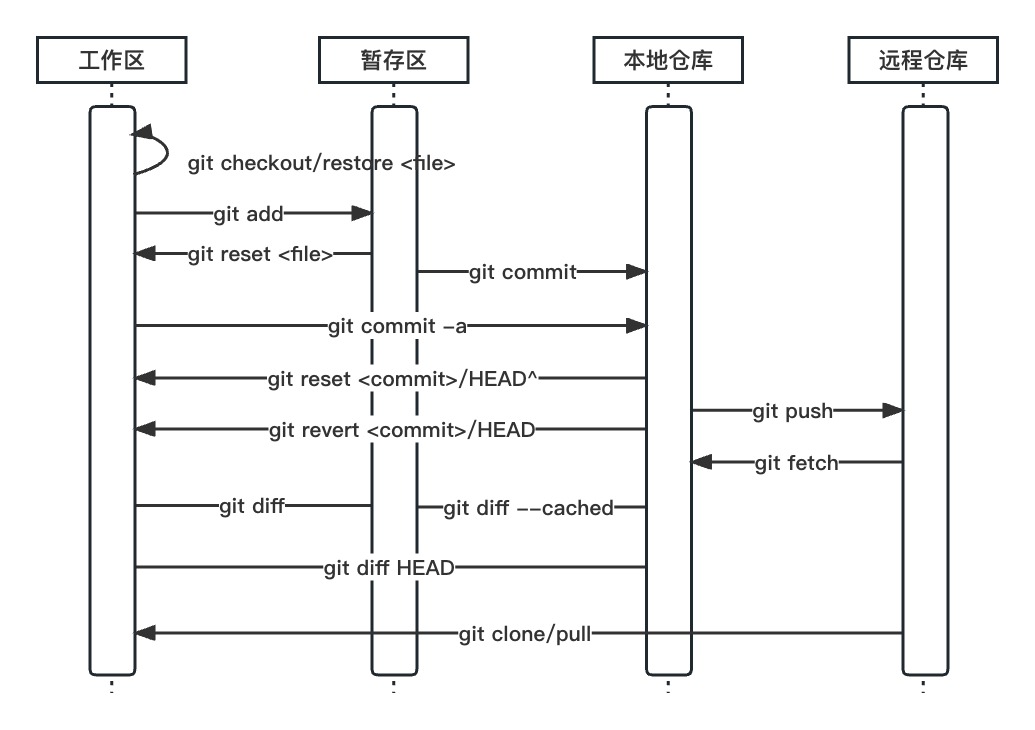 工作区
暂存区
本地仓库
远程仓库
git checkout/restore <file>
git add
git reset <file>
git commit
git commit -a
git reset <commit>/HEAD^
git push
git revert <commit>/HEAD
git fetch
git diff
git diff --cached
git diff HEAD
git clone/pull